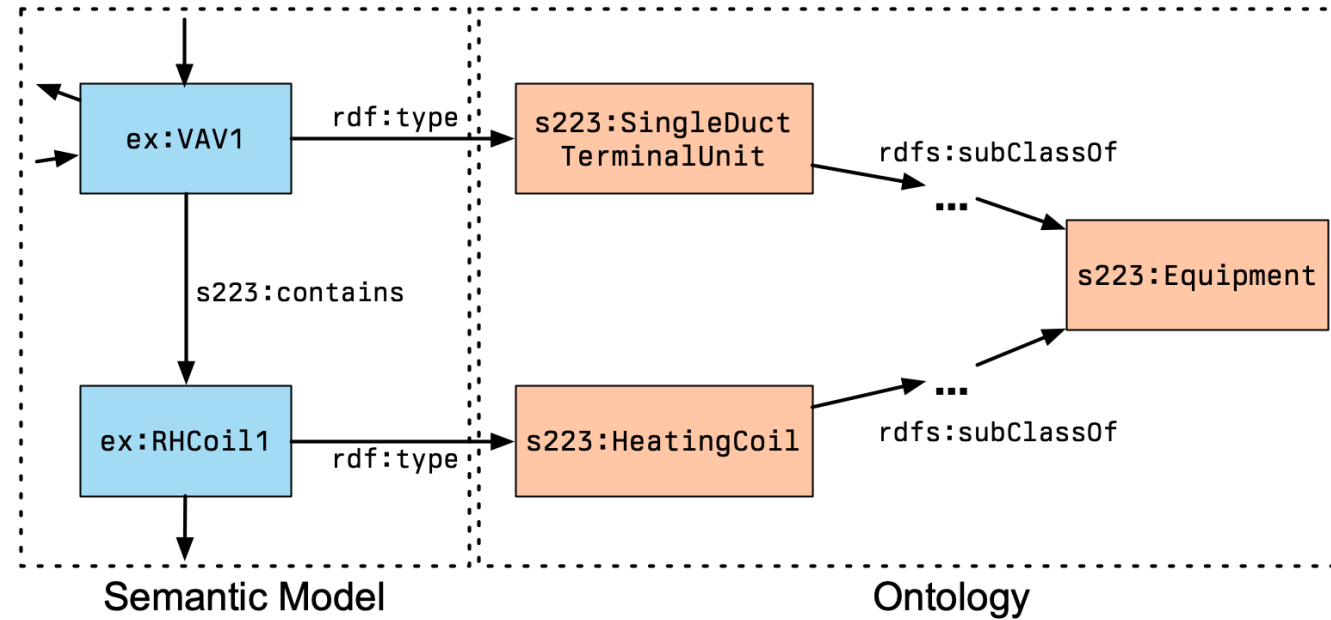 ex:VAV1
rdf:type
s223:SingleDuct
TerminalUnit
rdfs:subClassOf
...
s223:Equipment
s223:contains
ex:RHCoil1
rdf:type
s223:HeatingCoil
...
rdfs:subClassOf
Semantic Model
Ontology